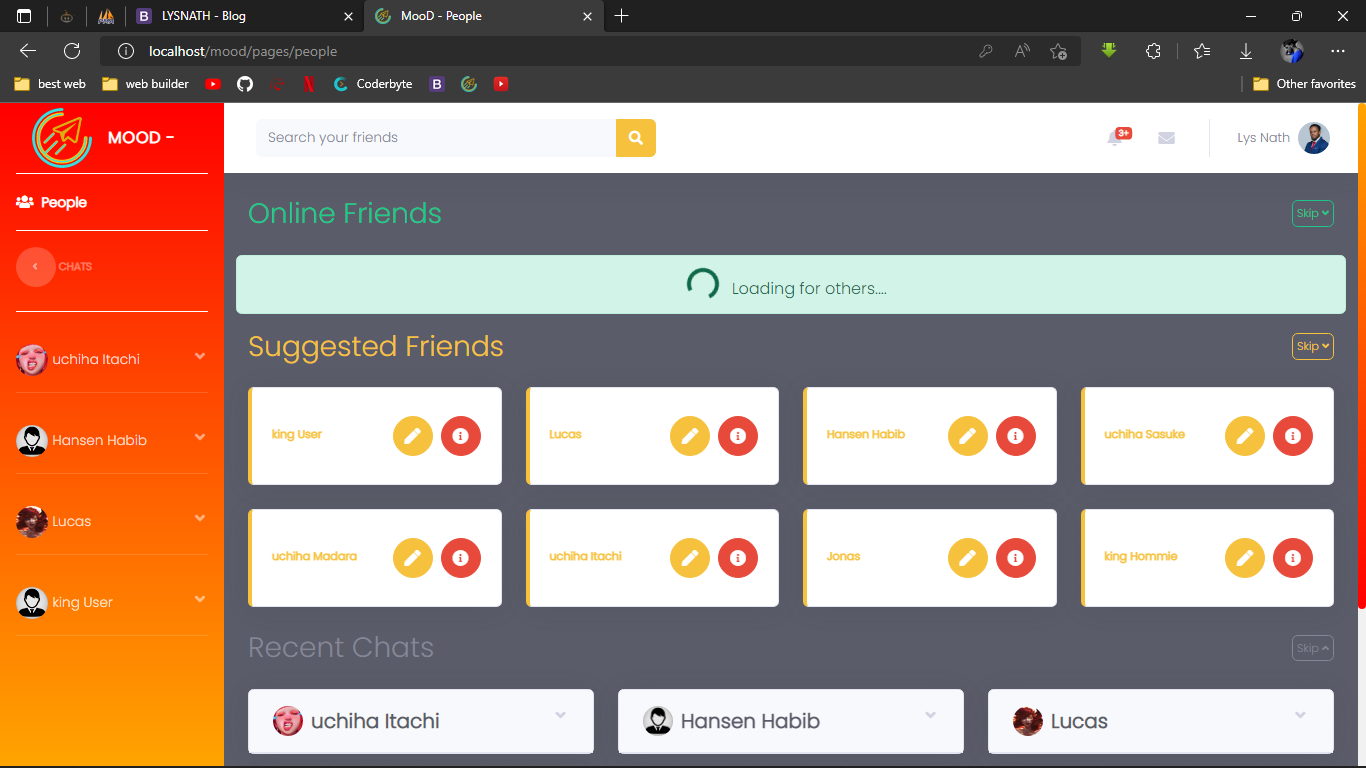 LYSNATH - Blog
MooD - People
localhost/mood/pages/people
best web
web builder
Coderbyte
Other favorites
MOOD -
Search your friends
3+
Lys Nath
People
CHATS
uchiha Itachi
Hansen Habib
Lucas
king User
Online Friends
Skip
Loading for others....
Suggested Friends
Skip
king User
Lucas
Hansen Habib
uchiha Sasuke
uchiha Madara
uchiha Itachi
Jonas
king Hommie
Recent Chats
Skip
uchiha Itachi
Hansen Habib
Lucas